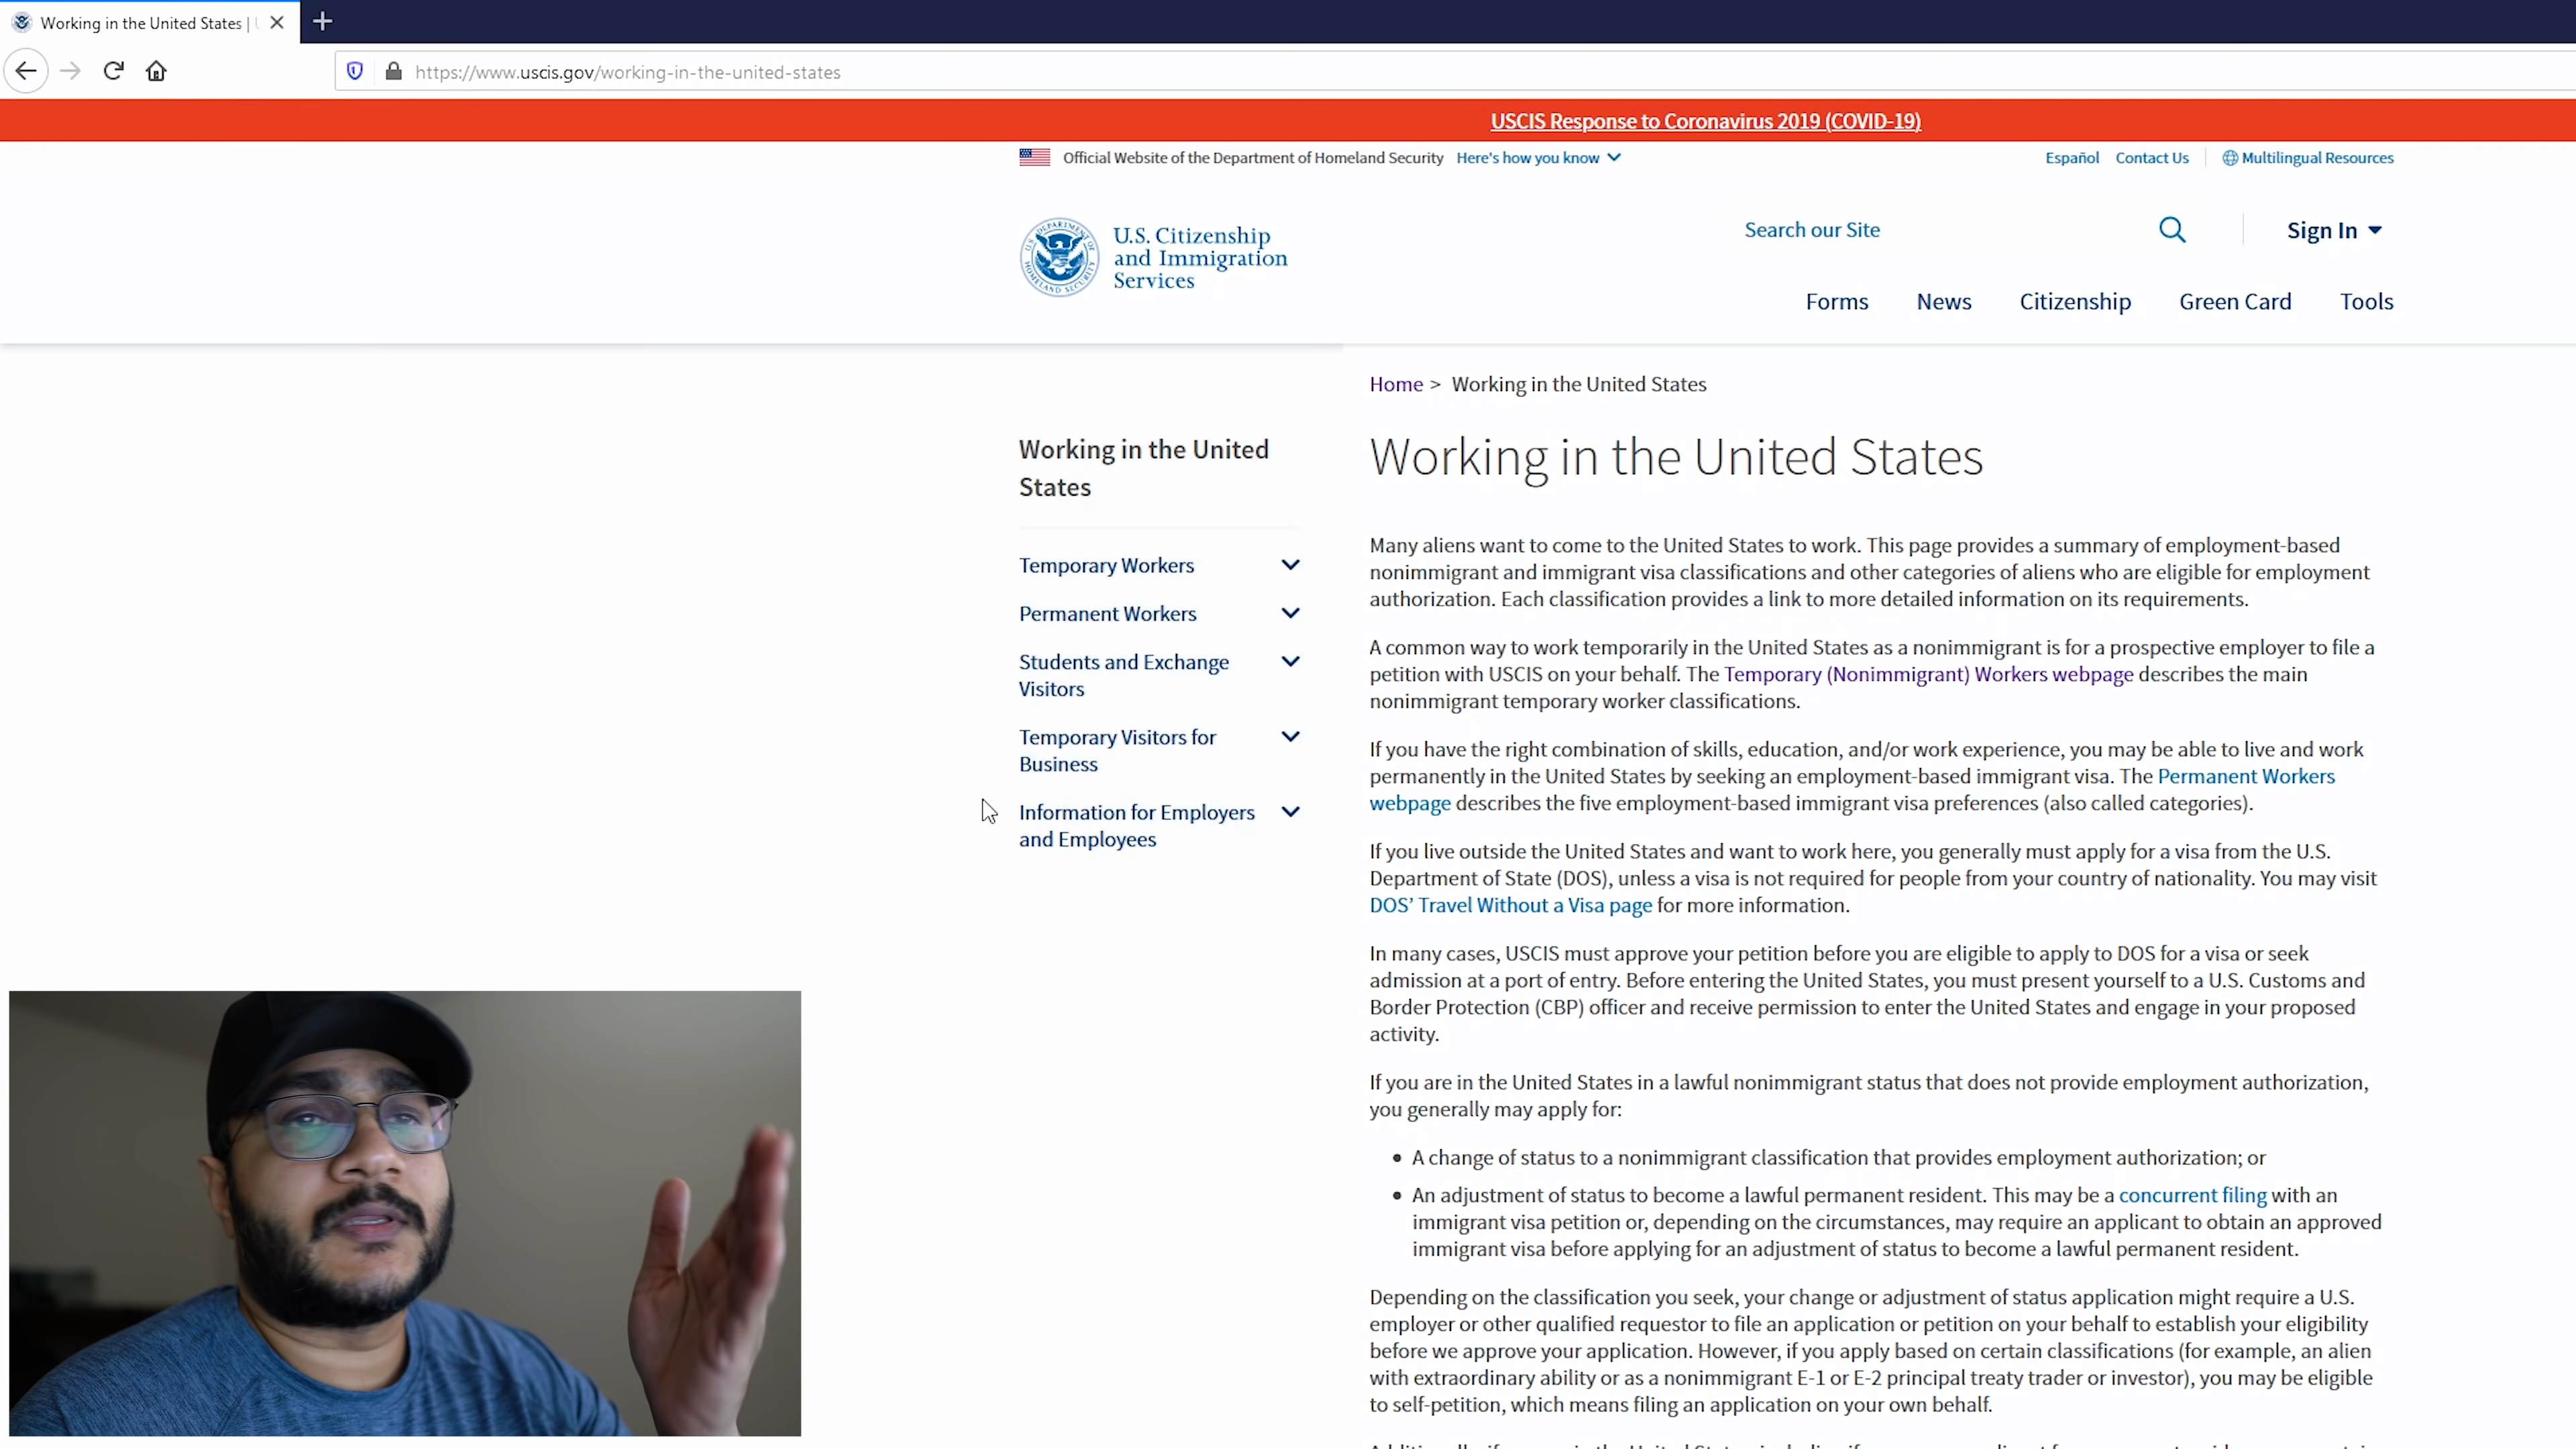 Working in the United States |
https://www.uscis.gov/working-in-the-united-states
USCIS Response to Coronavirus 2019 (COVID-19)
Official Website of the Department of Homeland Security Here's how you know
Español Contact Us Multilingual Resources
U.S. Citizenship
and Immigration
Services
Search our Site
Sign In
Forms News Citizenship Green Card Tools
Home > Working in the United States
Working in the United
States
Temporary Workers
Permanent Workers
Students and Exchange
Visitors
Temporary Visitors for
Business
Information for Employers
and Employees
Working in the United States
Many aliens want to come to the United States to work. This page provides a summary of employment-based
nonimmigrant and immigrant visa classifications and other categories of aliens who are eligible for employment
authorization. Each classification provides a link to more detailed information on its requirements.
A common way to work temporarily in the United States as a nonimmigrant is for a prospective employer to file a
petition with USCIS on your behalf. The Temporary (Nonimmigrant) Workers webpage describes the main
nonimmigrant temporary worker classifications.
If you have the right combination of skills, education, and/or work experience, you may be able to live and work
permanently in the United States by seeking an employment-based immigrant visa. The Permanent Workers
webpage describes the five employment-based immigrant visa preferences (also called categories).
If you live outside the United States and want to work here, you generally must apply for a visa from the U.S.
Department of State (DOS), unless a visa is not required for people from your country of nationality. You may visit
DOS’ Travel Without a Visa page for more information.
In many cases, USCIS must approve your petition before you are eligible to apply to DOS for a visa or seek
admission at a port of entry. Before entering the United States, you must present yourself to a U.S. Customs and
Border Protection (CBP) officer and receive permission to enter the United States and engage in your proposed
activity.
If you are in the United States in a lawful nonimmigrant status that does not provide employment authorization,
you generally may apply for:
• A change of status to a nonimmigrant classification that provides employment authorization; or
• An adjustment of status to become a lawful permanent resident. This may be a concurrent filing with an
immigrant visa petition or, depending on the circumstances, may require an applicant to obtain an approved
immigrant visa before applying for an adjustment of status to become a lawful permanent resident.
Depending on the classification you seek, your change or adjustment of status application might require a U.S.
employer or other qualified requestor to file an application or petition on your behalf to establish your eligibility
before we approve your application. However, if you apply based on certain classifications (for example, an alien
with extraordinary ability or as a nonimmigrant E-1 or E-2 principal treaty trader or investor), you may be eligible
to self-petition, which means filing an application on your own behalf.